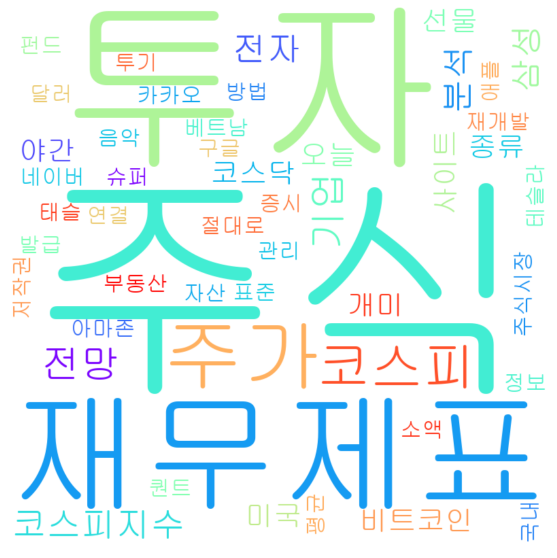 투자
펀드
투기
전자
선물
삼성
달러
카카오
방법
분석
애플
재개발
음악
베트남
야간
구글
오늘
사이트
종류
네이버
슈퍼
코스닥
테슬라
태슬
연결
절대로
증시
기업
발급
관리
주식
저작권
부동산
자산
표준
개미
주식시장
아마존
전망
주가
코스피
정보
재무제표
소액
퀀트
코스피지수
미국
평균
비트코인
국내